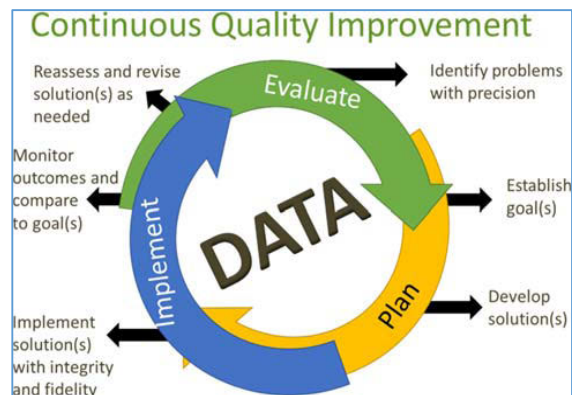 Continuous Quality Improvement
Reassess and revise
solution(s) as
needed
Evaluate
Identify problems
with precision
Monitor
outcomes and
compare
to goal(s)
DATA
Establish
goal(s)
Implement
Plan
Develop
solution(s)
Implement
solution(s)
with integrity
and fidelity